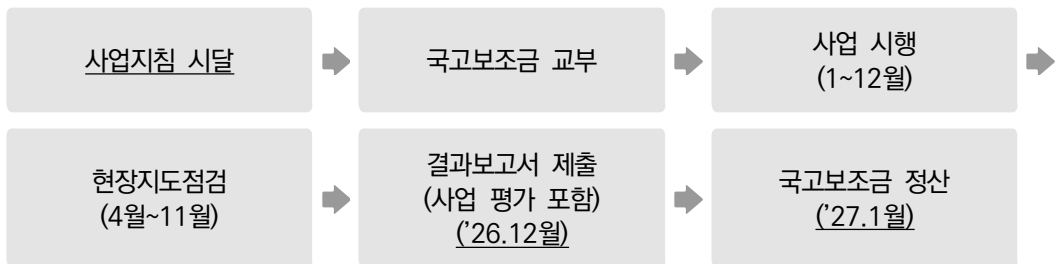 사업지침 시달
국고보조금 교부
사업 시행
(1~12월)
현장지도점검
(4월~11월)
결과보고서 제출
(사업 평가 포함)
('26.12월)
국고보조금 정산
('27.1월)